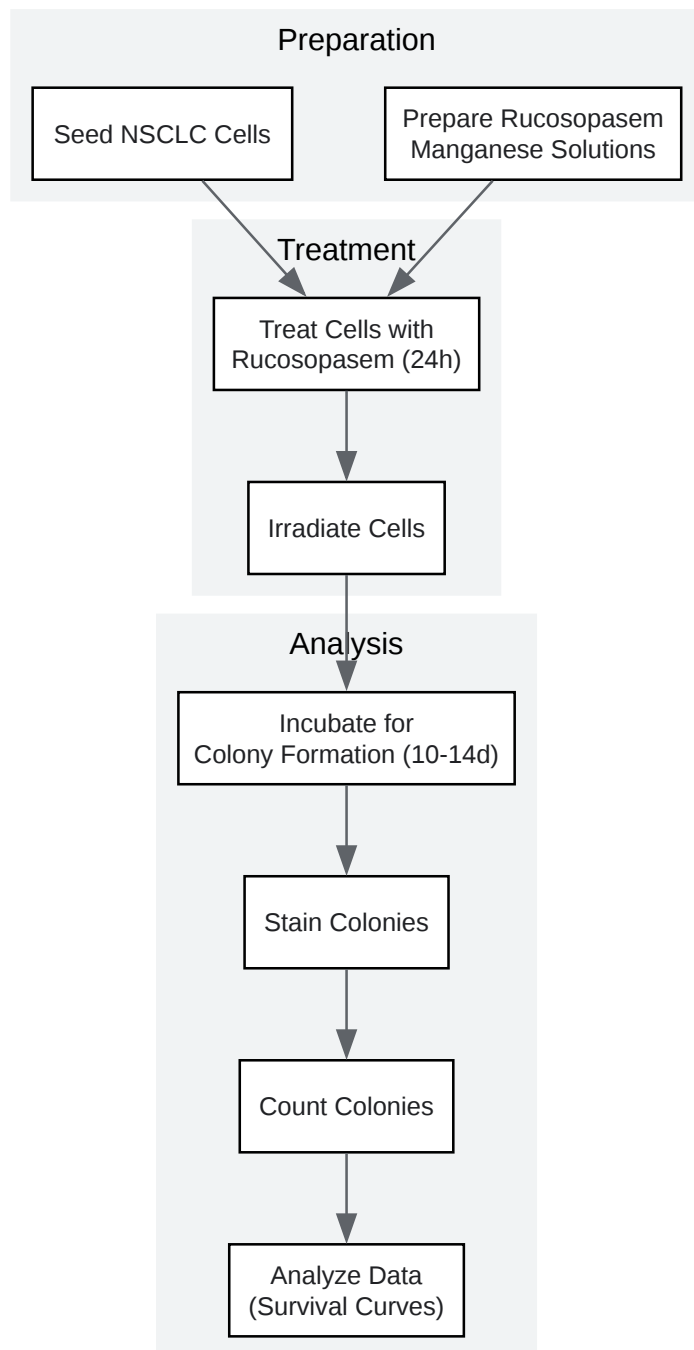 Preparation
Seed NSCLC Cells
Prepare Rucosopasem
Manganese Solutions
Treatment
Treat Cells with
Rucosopasem (24h)
Irradiate Cells
Analysis
Incubate for
Colony Formation (10-14d)
Stain Colonies
Count Colonies
Analyze Data
(Survival Curves)